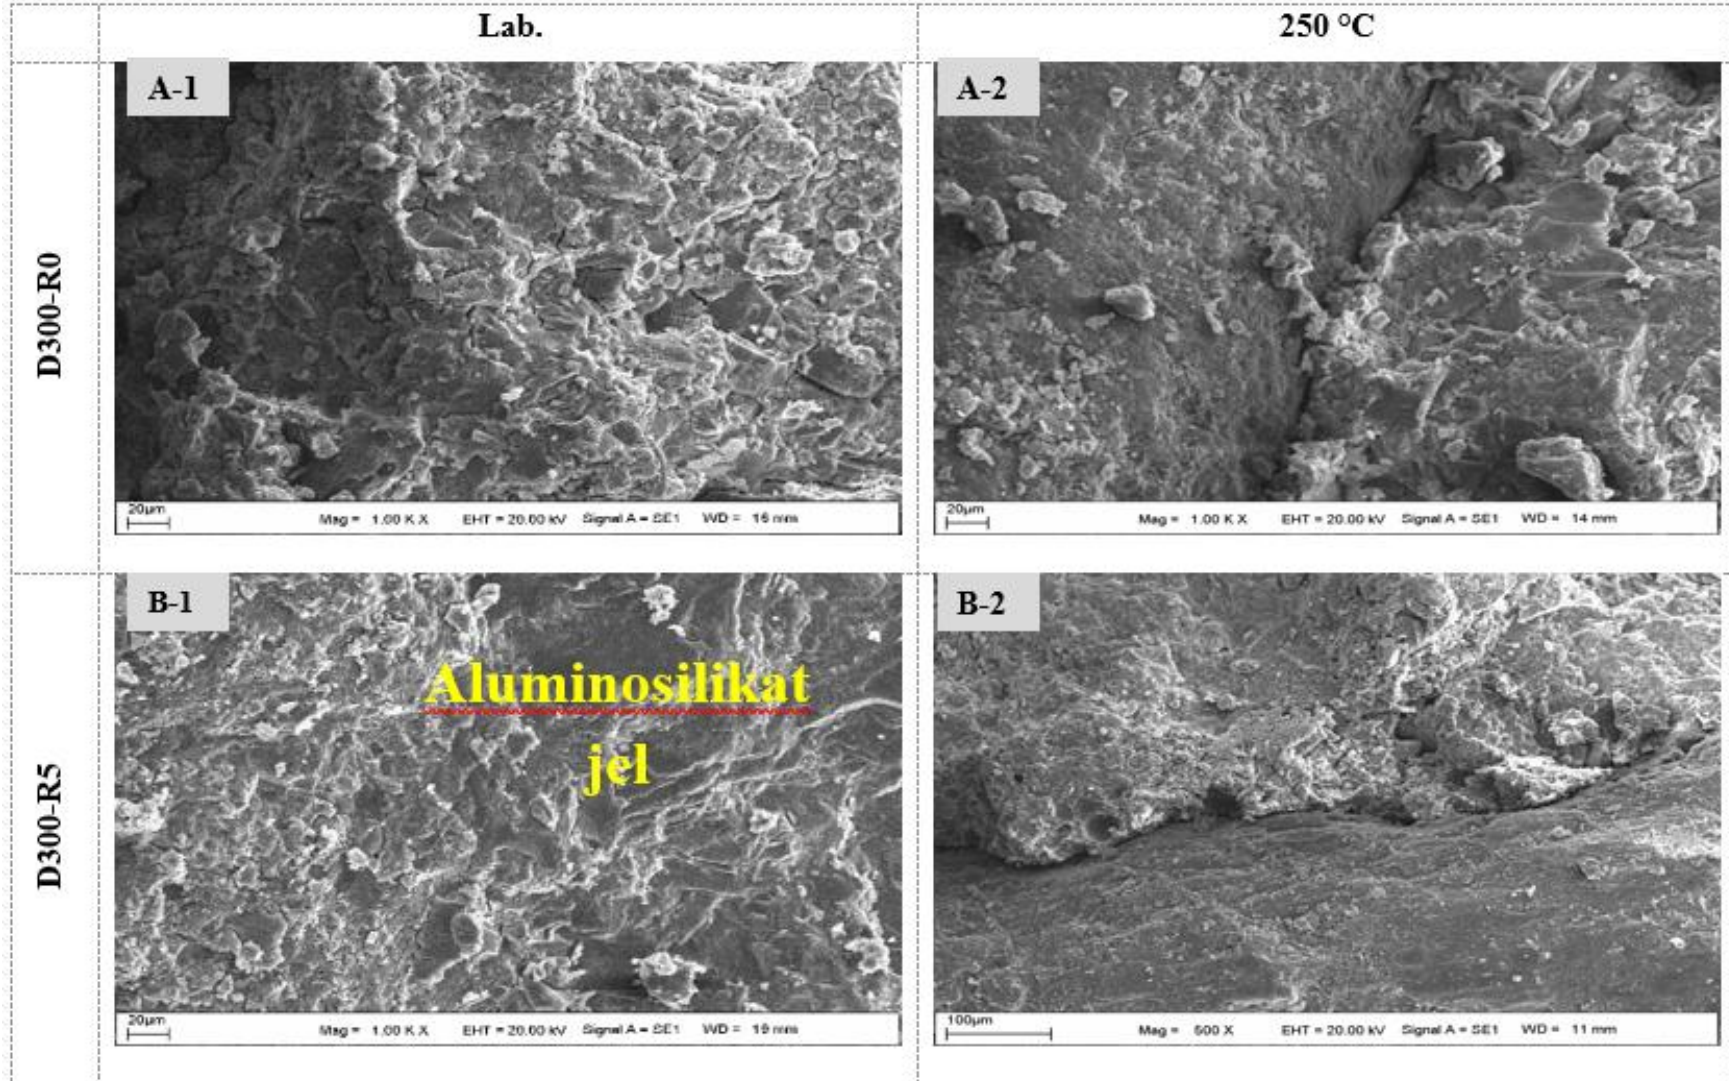 Lab.
250 °C
D300-R0
A-1
20µm
Mag = 1.00 K X EHT = 20.00 kV Signal A = SE1 WD = 16 mm
A-2
20µm
Mag = 1.00 K X EHT = 20.00 kV Signal A = SE1 WD = 14 mm
D300-R5
B-1
Aluminosilikat
jel
20µm
Mag = 1.00 K X EHT = 20.00 kV Signal A = SE1 WD = 19 mm
B-2
100µm
Mag = 500 X EHT = 20.00 kV Signal A = SE1 WD = 11 mm